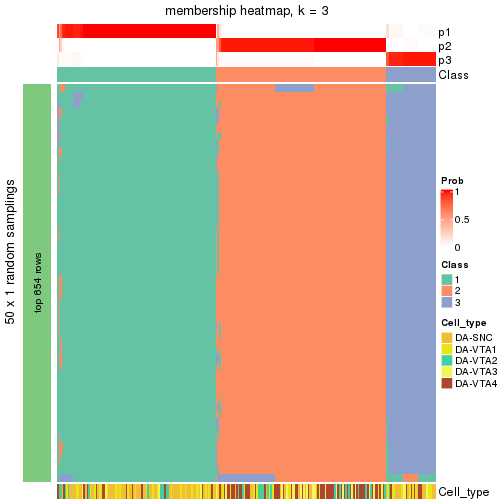 membership heatmap, k = 3
p1
p2
p3
Class
50 x 1 random samplings
top 654 rows
Prob
1
0.5
0
Class
1
2
3
Cell_type
DA-SNC
DA-VTA1
DA-VTA2
DA-VTA3
DA-VTA4
Cell_type